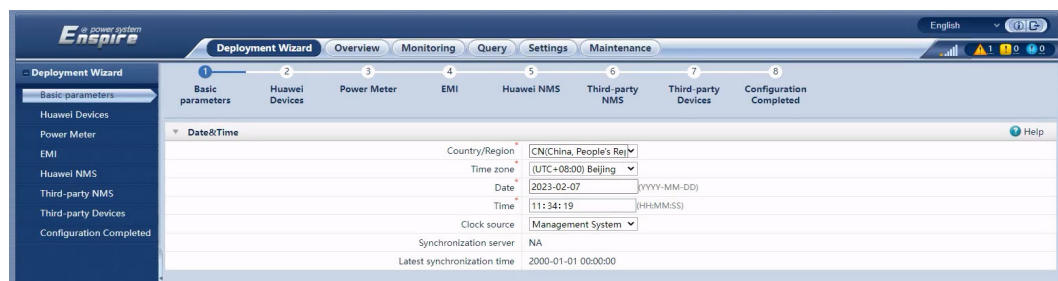 @ power system
Enspire
English
Deployment Wizard Overview Monitoring Query Settings Maintenance
1 0 0
Deployment Wizard
Basic parameters
Huawei Devices
Power Meter
EMI
Huawei NMS
Third-party NMS
Third-party Devices
Configuration Completed
1 2 3 4 5 6 7 8
Basic parameters
Huawei Devices
Power Meter
EMI
Huawei NMS
Third-party NMS
Third-party Devices
Configuration Completed
Date&Time
Help
Country/Region * CN(China, People's Rep
Time zone * (UTC+08:00) Beijing
Date * 2023-02-07 (YYYY-MM-DD)
Time * 11:34:19 (HH:MM:SS)
Clock source Management System
Synchronization server NA
Latest synchronization time 2000-01-01 00:00:00